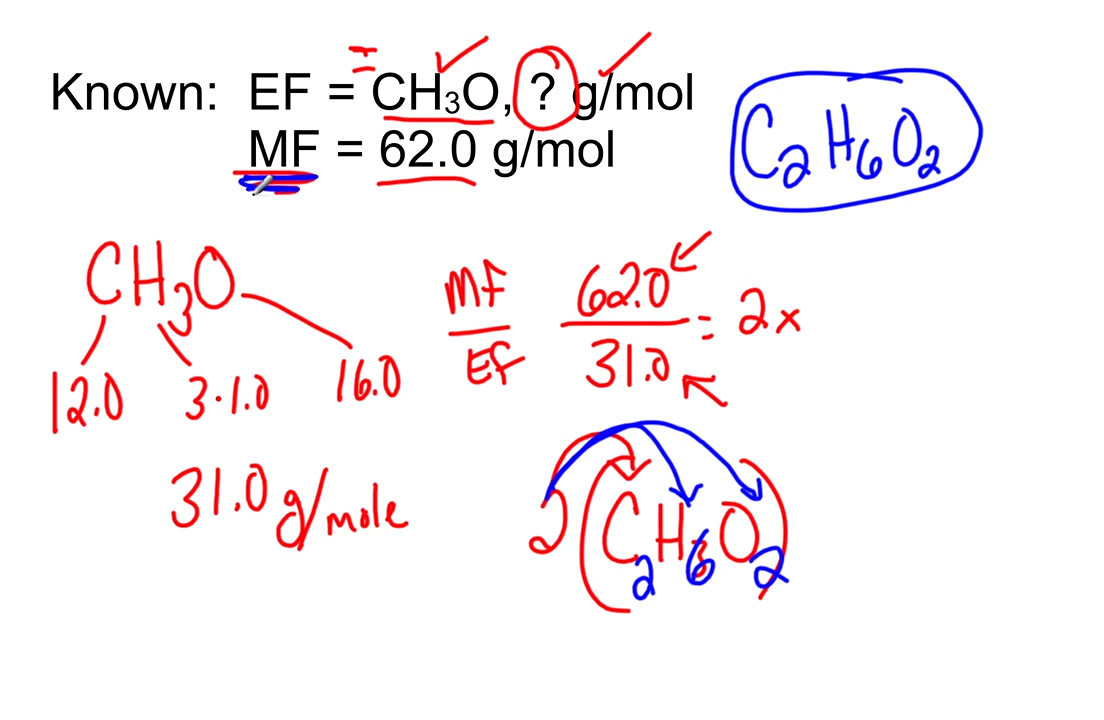 Known: EF = CH₃O, ? g/mol
MF = 62.0 g/mol
C₂H₆O₂
CH₃O
12.0 3·1.0 16.0
31.0 g/mole
MF 62.0
EF 31.0 = 2x
2(C₂H₆O₂)